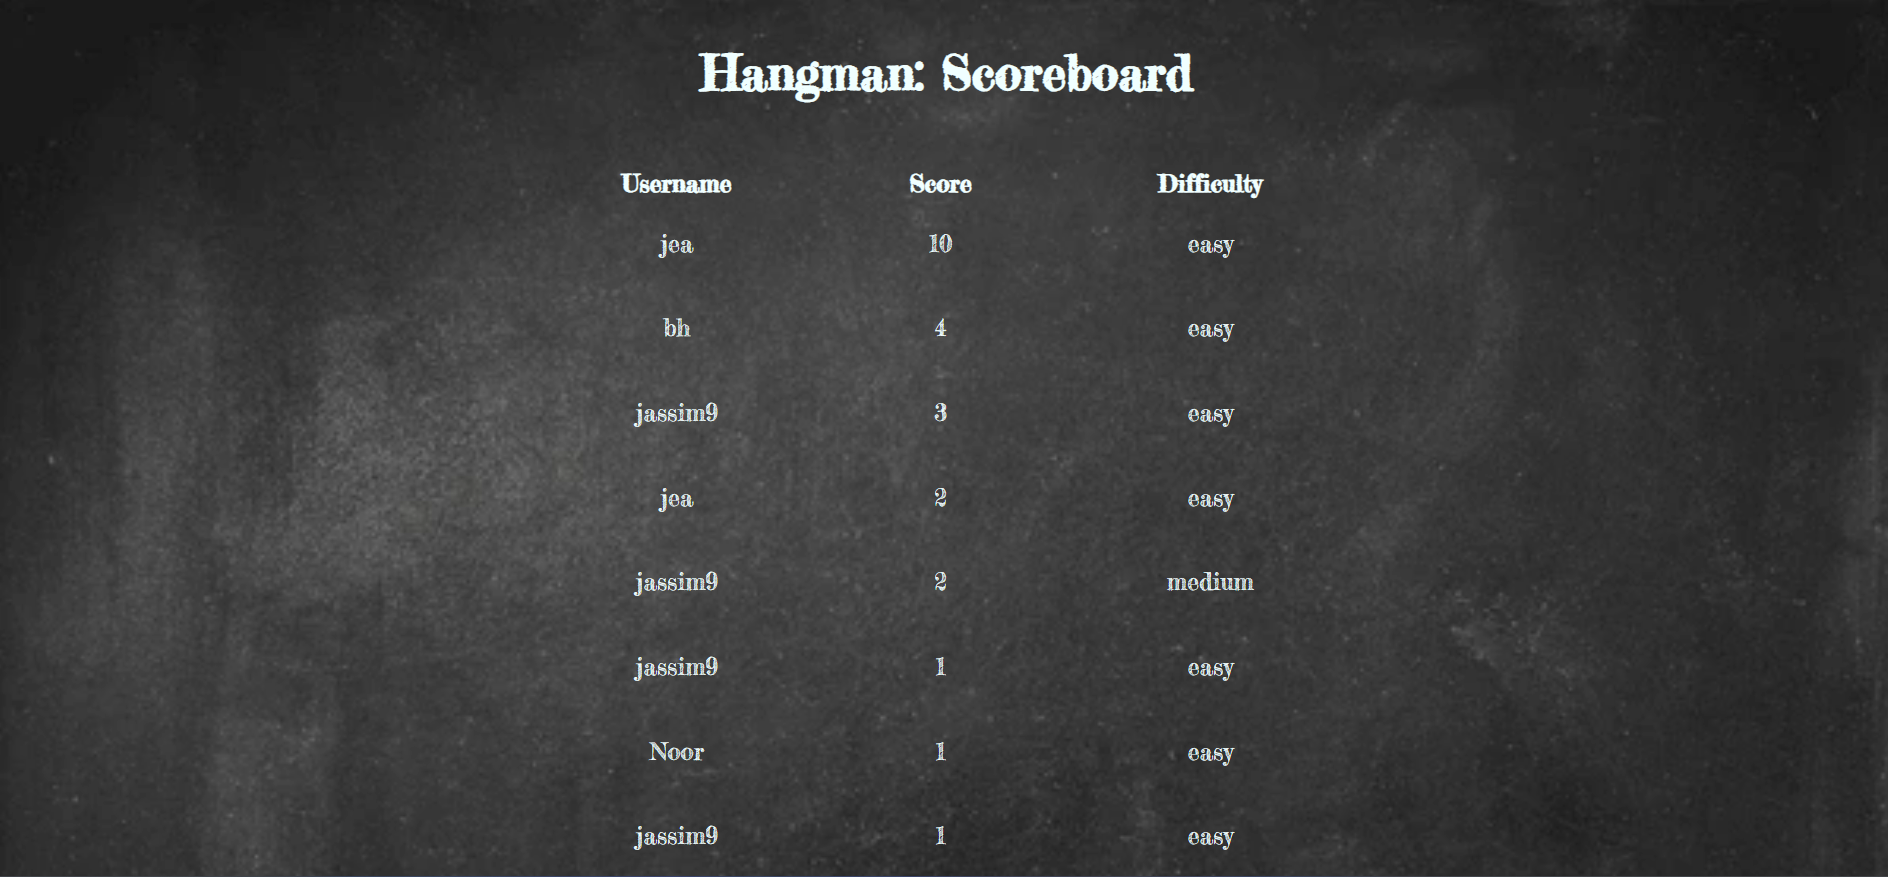 Hangman: Scoreboard
Username Score Difficulty
jea 10 easy
bh 4 easy
jassim9 3 easy
jea 2 easy
jassim9 2 medium
jassim9 1 easy
Noor 1 easy
jassim9 1 easy